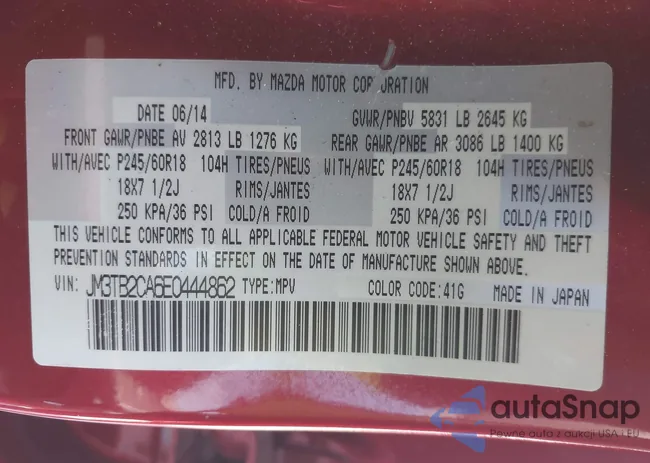 MFD. BY MAZDA MOTOR CORPORATION
DATE 06/14 GVWR/PNBV 5831 LB 2645 KG
FRONT GAWR/PNBE AV 2813 LB 1276 KG REAR GAWR/PNBE AR 3086 LB 1400 KG
WITH/AVEC P245/60R18 104H TIRES/PNEUS WITH/AVEC P245/60R18 104H TIRES/PNEUS
18X7 1/2J RIMS/JANTES 18X7 1/2J RIMS/JANTES
250 KPA/36 PSI COLD/A FROID 250 KPA/36 PSI COLD/A FROID
THIS VEHICLE CONFORMS TO ALL APPLICABLE FEDERAL MOTOR VEHICLE SAFETY AND THEFT
PREVENTION STANDARDS IN EFFECT ON THE DATE OF MANUFACTURE SHOWN ABOVE.
VIN: JM3TB2CA6E0444862 TYPE:MPV COLOR CODE:41G MADE IN JAPAN
autaSnap
Pewne auta z aukcji USA i EU